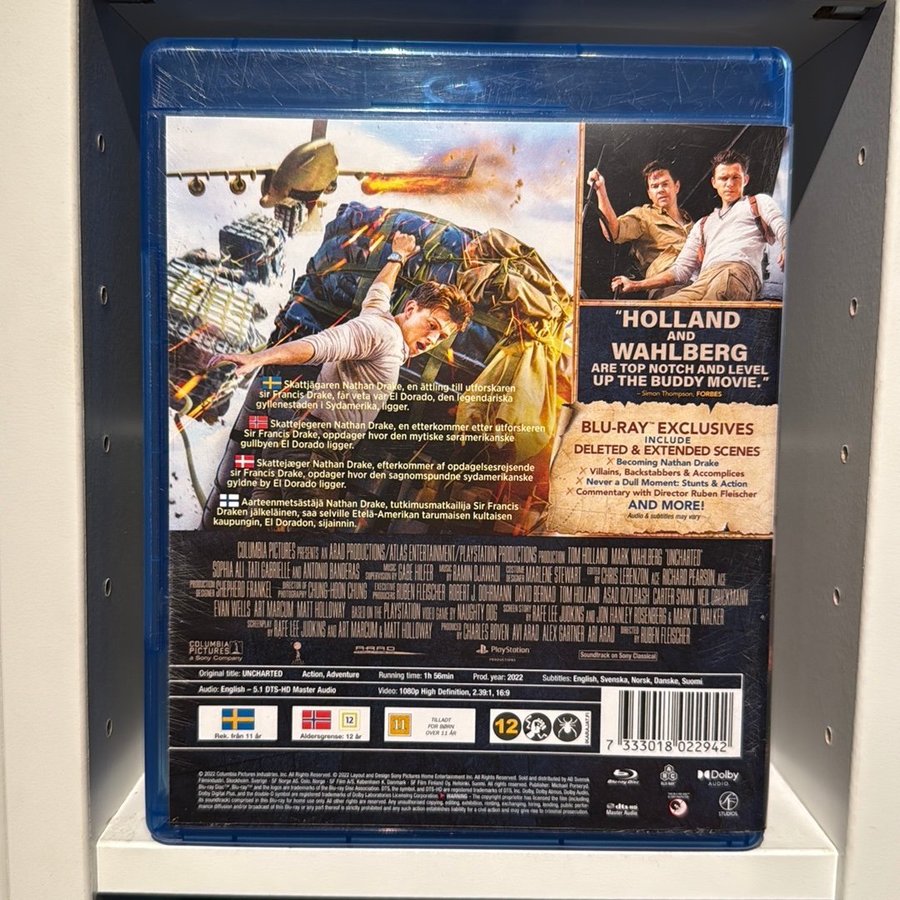 "HOLLAND
AND
WAHLBERG
ARE TOP NOTCH AND LEVEL
UP THE BUDDY MOVIE."
– Simon Thompson, FORBES
Skattjägaren Nathan Drake, en ättling till utforskaren
sir Francis Drake, får veta var El Dorado, den legendariska
gyllenestaden i Sydamerika, ligger.
Skattejegeren Nathan Drake, en etterkommer etter utforskeren
Sir Francis Drake, oppdager hvor den mytiske søramerikanske
gullbyen El Dorado ligger.
Skattejæger Nathan Drake, efterkommer af opdagelsesrejsende
sir Francis Drake, opdager hvor den sagnomspundne sydamerikanske
gyldne by El Dorado ligger.
Aarteenmetsästäjä Nathan Drake, tutkimusmatkailija Sir Francis
Draken jälkeläinen, saa selville Etelä-Amerikan tarumaisen kultaisen
kaupungin, El Doradon, sijainnin.
BLU-RAY™ EXCLUSIVES
INCLUDE
DELETED & EXTENDED SCENES
Becoming Nathan Drake
Villains, Backstabbers & Accomplices
Never a Dull Moment: Stunts & Action
Commentary with Director Ruben Fleischer
AND MORE!
Audio & subtitles may vary
COLUMBIA PICTURES PRESENTS IN ARAD PRODUCTIONS/ATLAS ENTERTAINMENT/PLAYSTATION PRODUCTIONS PRODUCTION TOM HOLLAND MARK WAHLBERG "UNCHARTED"
SOPHIA ALI TATI GABRIELLE AND ANTONIO BANDERAS MUSIC SUPERVISION BY GABE HILFER MUSIC BY RAMIN DJAWADI COSTUME DESIGNER MARLENE STEWART EDITED BY CHRIS LEBENZON, ACE RICHARD PEARSON, ACE
PRODUCTION DESIGNER SHEPHERD FRANKEL DIRECTOR OF PHOTOGRAPHY CHUNG-HOON CHUNG EXECUTIVE PRODUCERS RUBEN FLEISCHER ROBERT J. DOHRMANN DAVID BERNAD TOM HOLLAND ASAD QIZILBASH CARTER SWAN NEIL DRUCKMANN
EVAN WELLS ART MARCUM MATT HOLLOWAY BASED ON THE PLAYSTATION VIDEO GAME BY NAUGHTY DOG SCREEN STORY BY RAFE LEE JUDKINS AND JON HANLEY ROSENBERG & MARK D. WALKER
SCREENPLAY BY RAFE LEE JUDKINS AND ART MARCUM & MATT HOLLOWAY PRODUCED BY CHARLES ROVEN AVI ARAD ALEX GARTNER ARI ARAD DIRECTED BY RUBEN FLEISCHER
COLUMBIA
PICTURES
a Sony Company
ARAD
PlayStation
PRODUCTIONS
Soundtrack on Sony Classical
Original title: UNCHARTED Action, Adventure Running time: 1h 56min Prod. year: 2022 Subtitles: English, Svenska, Norsk, Danske, Suomi
Audio: English – 5.1 DTS-HD Master Audio Video: 1080p High Definition, 2.39:1, 16:9
Rek. från 11 år
12
Aldersgrense: 12 år
11
TILLADT
FOR BØRN
OVER 11 ÅR
12
7 333018 022942
Blu-ray Disc
dts-HD
Master Audio
Dolby
AUDIO
SF
STUDIOS